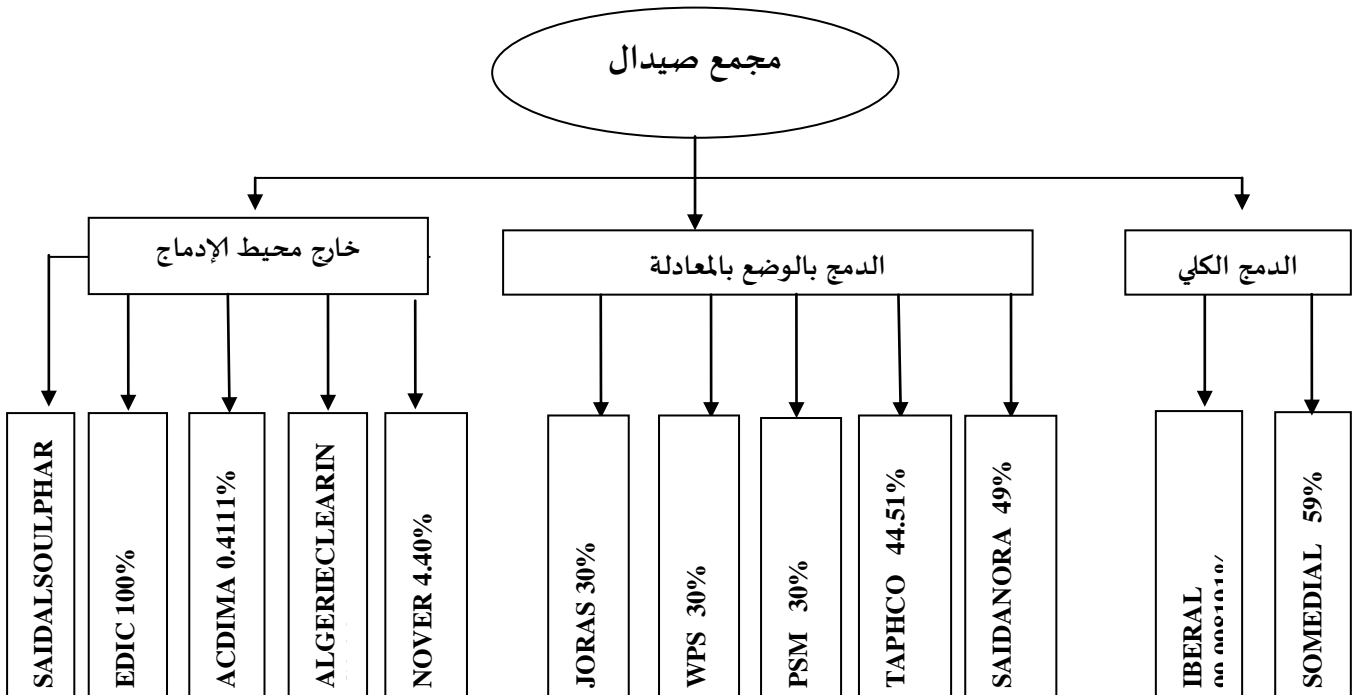 مجمع صيدال
الدمج الكلي
الدمج بالوضع بالمعادلة
خارج محيط الإدماج
SOMEDIAL 59%
IBERAL
SAIDANORA 49%
TAPHCO 44.51%
PSM 30%
WPS 30%
JORAS 30%
NOVER 4.40%
ALGERIECLEARIN
ACDIMA 0.4111%
EDIC 100%
SAIDALSOULPHAR